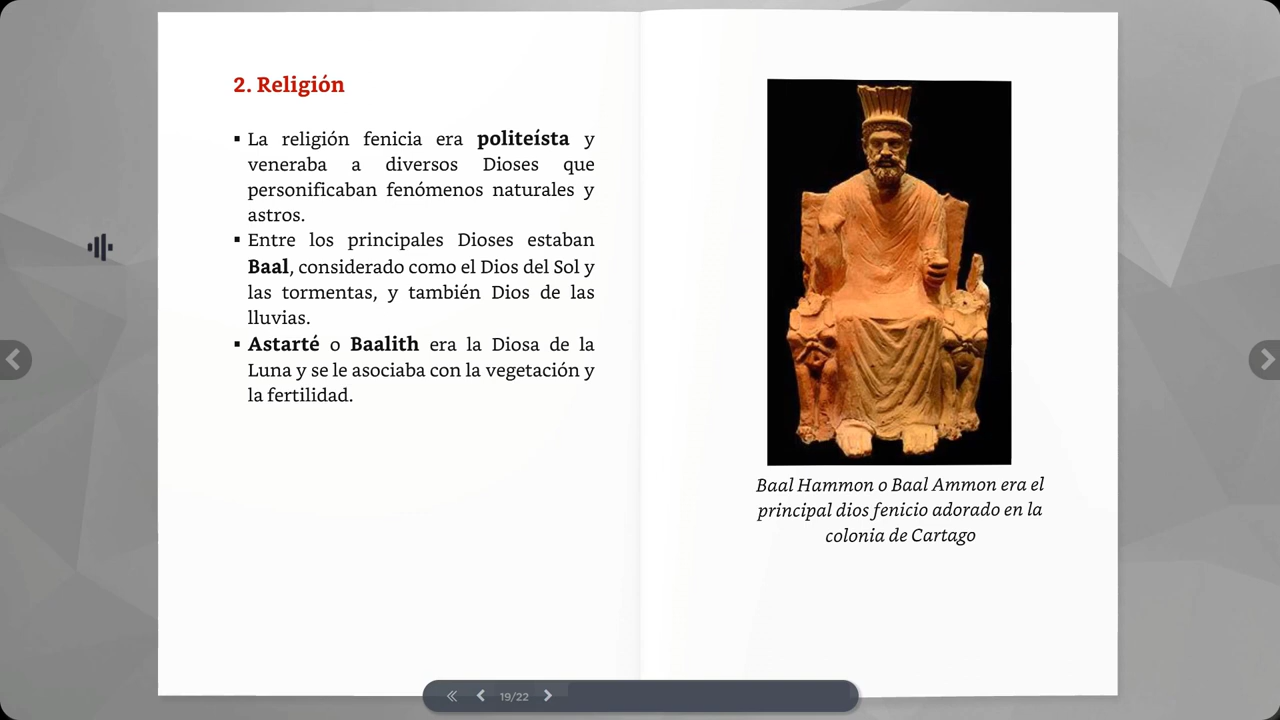 2. Religión
▪ La religión fenicia era politeísta y
veneraba a diversos Dioses que
personificaban fenómenos naturales y
astros.
▪ Entre los principales Dioses estaban
Baal, considerado como el Dios del Sol y
las tormentas, y también Dios de las
lluvias.
▪ Astarté o Baalith era la Diosa de la
Luna y se le asociaba con la vegetación y
la fertilidad.
Baal Hammon o Baal Ammon era el
principal dios fenicio adorado en la
colonia de Cartago
19/22